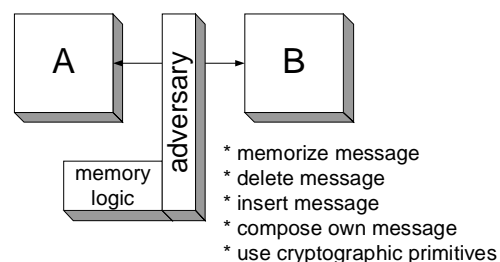 A
adversary
B
memory
logic
* memorize message
* delete message
* insert message
* compose own message
* use cryptographic primitives